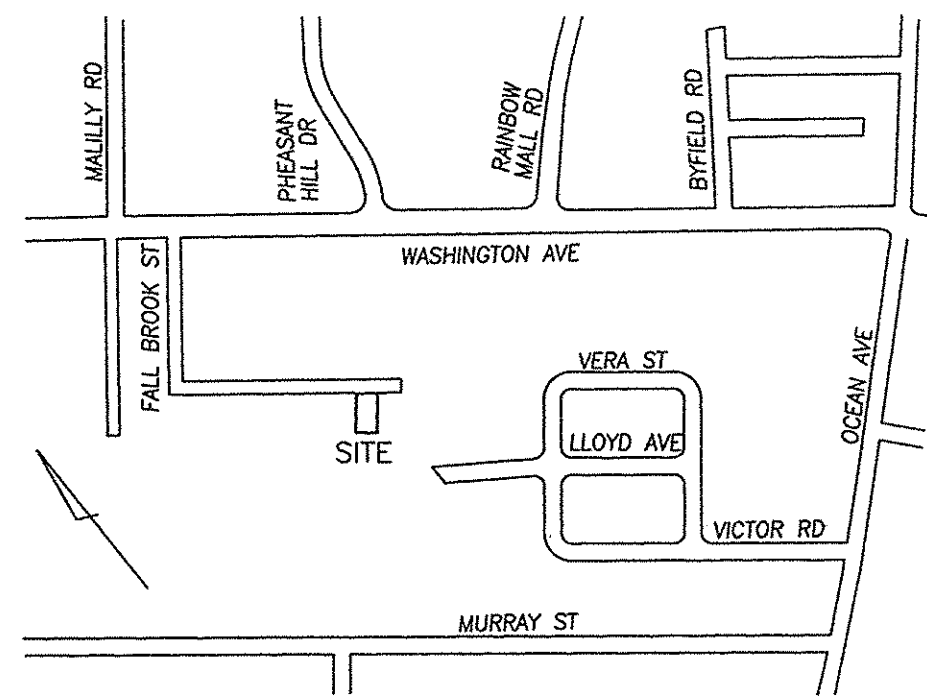 MALILLY RD
PHEASANT
HILL DR
RAINBOW
MALL RD
BYFIELD RD
WASHINGTON AVE
FALL BROOK ST
OCEAN AVE
VERA ST
LLOYD AVE
SITE
VICTOR RD
MURRAY ST